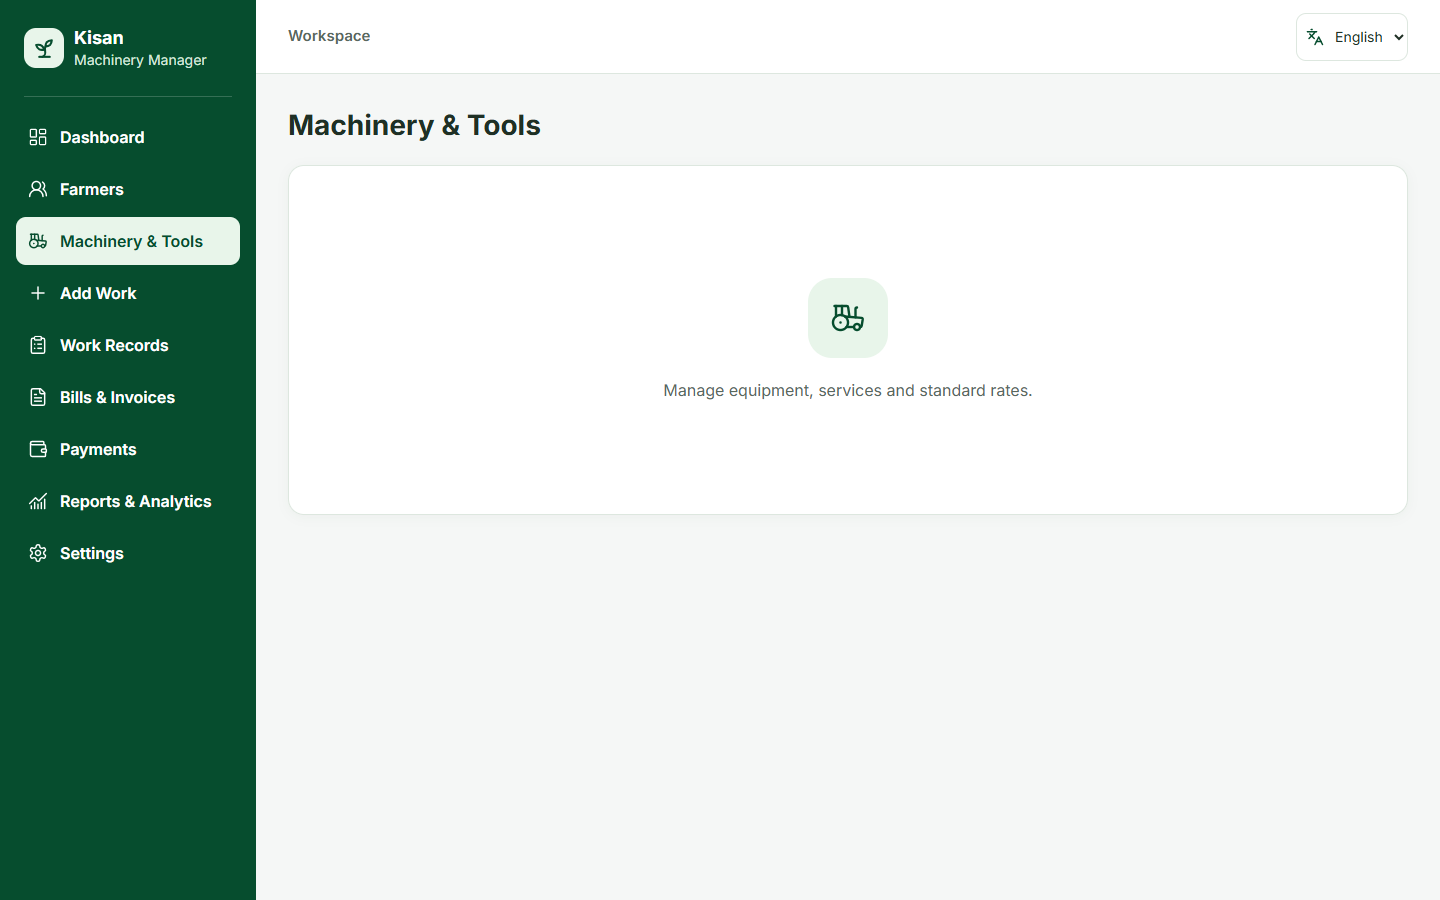 Kisan
Machinery Manager
Dashboard
Farmers
Machinery & Tools
Add Work
Work Records
Bills & Invoices
Payments
Reports & Analytics
Settings
Workspace
English
Machinery & Tools
Manage equipment, services and standard rates.